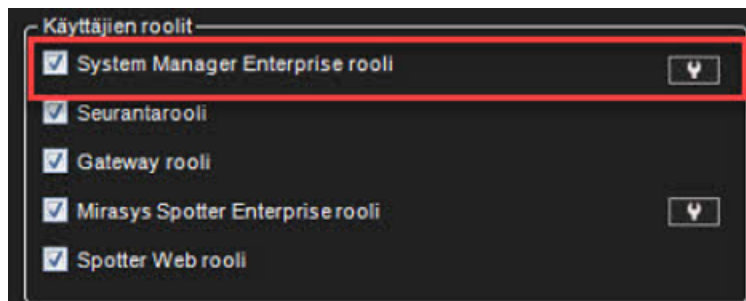 Käyttäjien roolit
System Manager Enterprise rooli
Seurantarooli
Gateway rooli
Mirasys Spotter Enterprise rooli
Spotter Web rooli